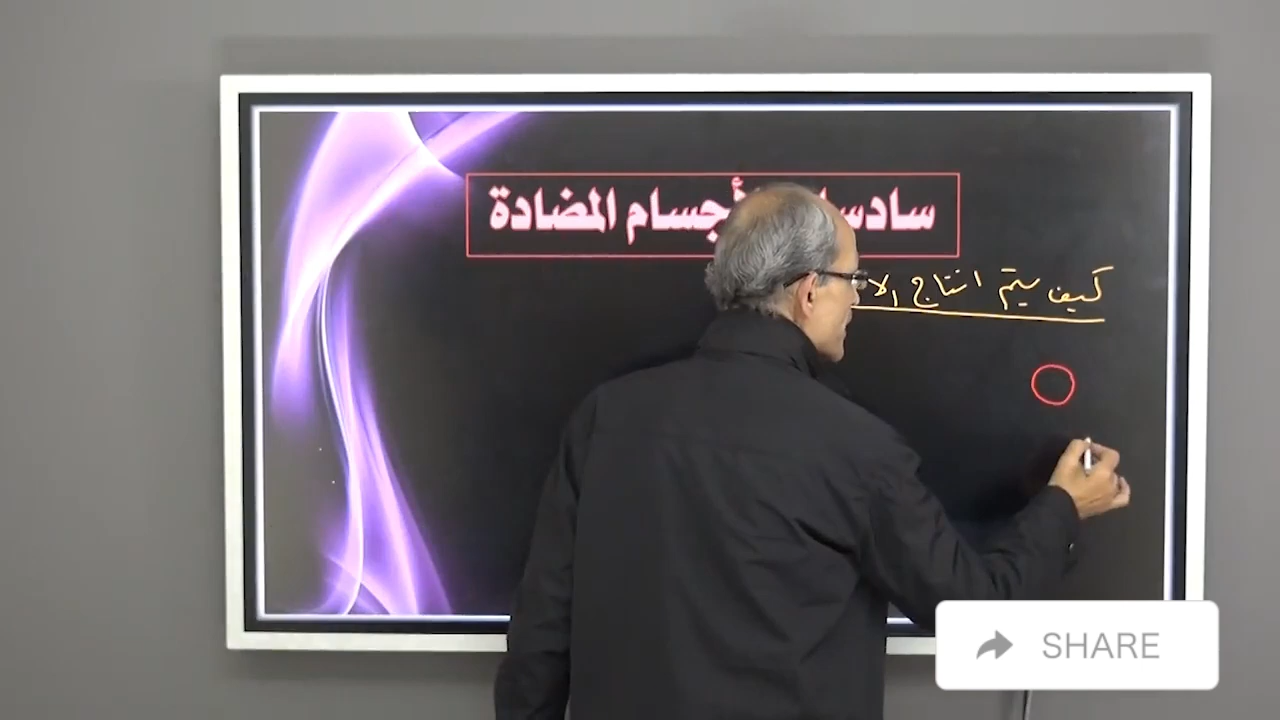 سادسا الأجسام المضادة
كيف يتم انتاج الا
SHARE